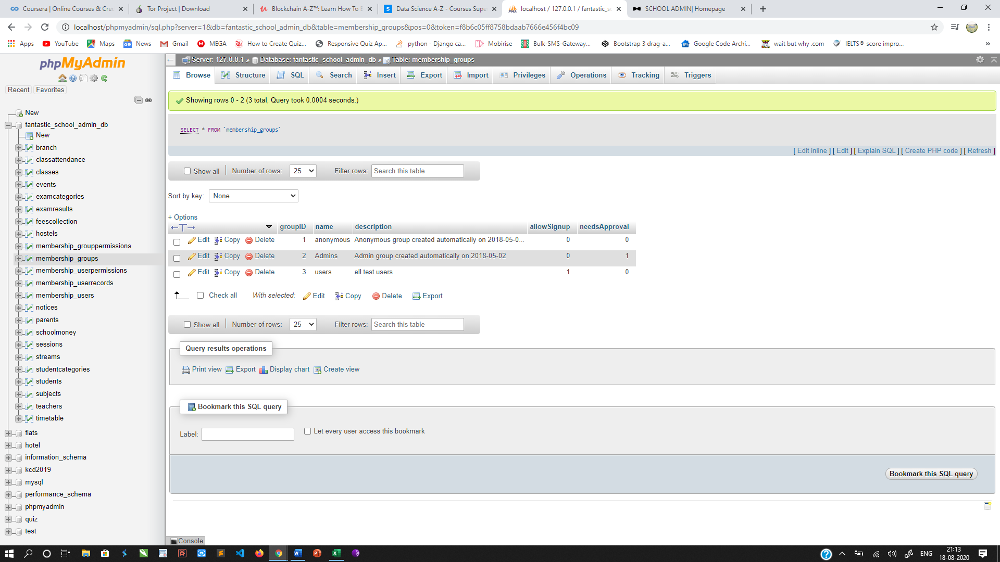 Coursera | Online Courses & Cre
Tor Project | Download
Blockchain A-Z™: Learn How To B
Data Science A-Z - Courses Supe
localhost / 127.0.0.1 / fantastic_s
SCHOOL ADMIN| Homepage
localhost/phpmyadmin/sql.php?server=1&db=fantastic_school_admin_db&table=membership_groups&pos=0&token=f8b6c05ff8758bdaab7666e456f4bc09
Apps YouTube Maps News Gmail MEGA How to Create Quiz... Responsive Quiz Ap... python - Django ca... Mobirise Bulk-SMS-Gateway... Bootstrap 3 drag-a... Google Code Archi... wait but why .com IELTS® score impro... »
phpMyAdmin
Recent Favorites
New
fantastic_school_admin_db
New
branch
classattendance
classes
events
examcategories
examresults
feescollection
hostels
membership_grouppermissions
membership_groups
membership_userpermissions
membership_userrecords
membership_users
notices
parents
schoolmoney
sessions
streams
studentcategories
students
subjects
teachers
timetable
flats
hotel
information_schema
kcd2019
mysql
performance_schema
phpmyadmin
quiz
test
Server: 127.0.0.1 » Database: fantastic_school_admin_db » Table: membership_groups
Browse Structure SQL Search Insert Export Import Privileges Operations Tracking Triggers
Showing rows 0 - 2 (3 total, Query took 0.0004 seconds.)
SELECT * FROM `membership_groups`
[ Edit inline ] [ Edit ] [ Explain SQL ] [ Create PHP code ] [ Refresh ]
Show all Number of rows: 25 Filter rows: Search this table
Sort by key: None
+ Options
groupID name description allowSignup needsApproval
Edit Copy Delete 1 anonymous Anonymous group created automatically on 2018-05-0... 0 0
Edit Copy Delete 2 Admins Admin group created automatically on 2018-05-02 0 1
Edit Copy Delete 3 users all test users 1 0
Check all With selected: Edit Copy Delete Export
Show all Number of rows: 25 Filter rows: Search this table
Query results operations
Print view Export Display chart Create view
Bookmark this SQL query
Label: Let every user access this bookmark
Bookmark this SQL query
Console
ENG
21:13
18-08-2020